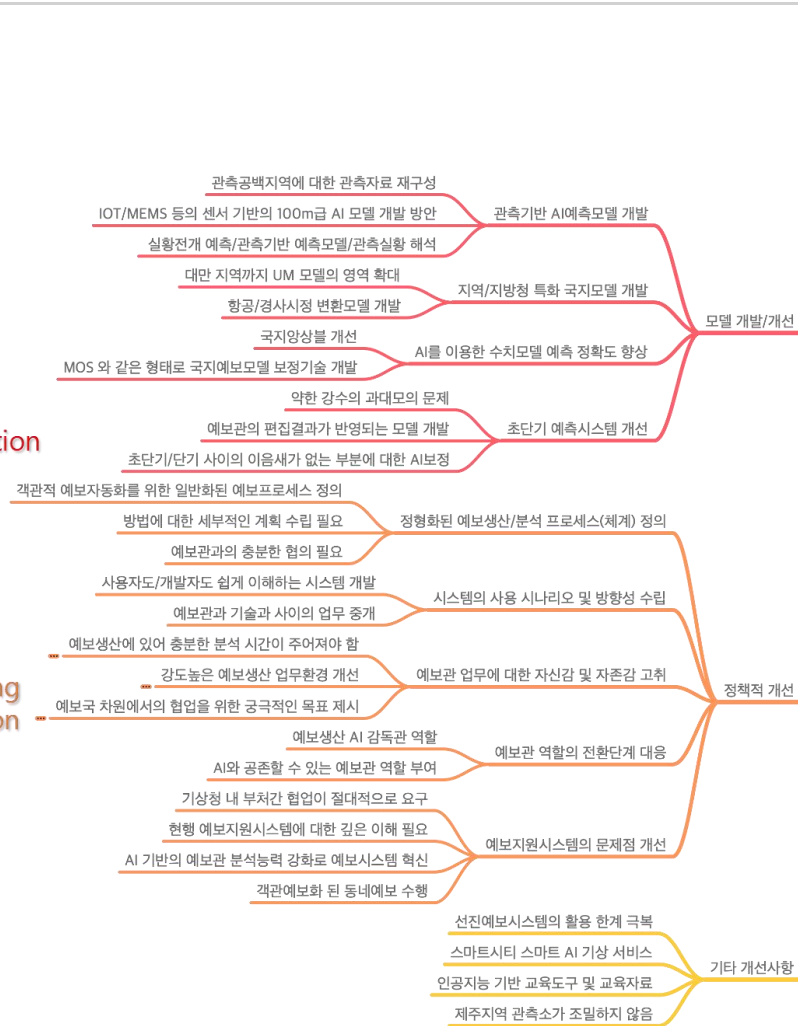 관측공백지역에 대한 관측자료 재구성
IOT/MEMS 등의 센서 기반의 100m급 AI 모델 개발 방안
관측기반 AI예측모델 개발
실황전개 예측/관측기반 예측모델/관측실황 해석
대만 지역까지 UM 모델의 영역 확대
지역/지방청 특화 국지모델 개발
항공/경사시정 변환모델 개발
모델 개발/개선
국지앙상블 개선
AI를 이용한 수치모델 예측 정확도 향상
MOS 와 같은 형태로 국지예보모델 보정기술 개발
약한 강수의 과대모의 문제
예보관의 편집결과가 반영되는 모델 개발
초단기 예측시스템 개선
tion
초단기/단기 사이의 이음새가 없는 부분에 대한 AI보정
객관적 예보자동화를 위한 일반화된 예보프로세스 정의
방법에 대한 세부적인 계획 수립 필요
정형화된 예보생산/분석 프로세스(체계) 정의
예보관과의 충분한 협의 필요
사용자도/개발자도 쉽게 이해하는 시스템 개발
시스템의 사용 시나리오 및 방향성 수립
예보관과 기술과 사이의 업무 중개
예보생산에 있어 충분한 분석 시간이 주어져야 함
강도높은 예보생산 업무환경 개선
예보관 업무에 대한 자신감 및 자존감 고취
정책적 개선
ng
예보국 차원에서의 협업을 위한 궁극적인 목표 제시
on
예보생산 AI 감독관 역할
예보관 역할의 전환단계 대응
AI와 공존할 수 있는 예보관 역할 부여
기상청 내 부처간 협업이 절대적으로 요구
현행 예보지원시스템에 대한 깊은 이해 필요
예보지원시스템의 문제점 개선
AI 기반의 예보관 분석능력 강화로 예보시스템 혁신
객관예보화 된 동네예보 수행
선진예보시스템의 활용 한계 극복
스마트시티 스마트 AI 기상 서비스
기타 개선사항
인공지능 기반 교육도구 및 교육자료
제주지역 관측소가 조밀하지 않음